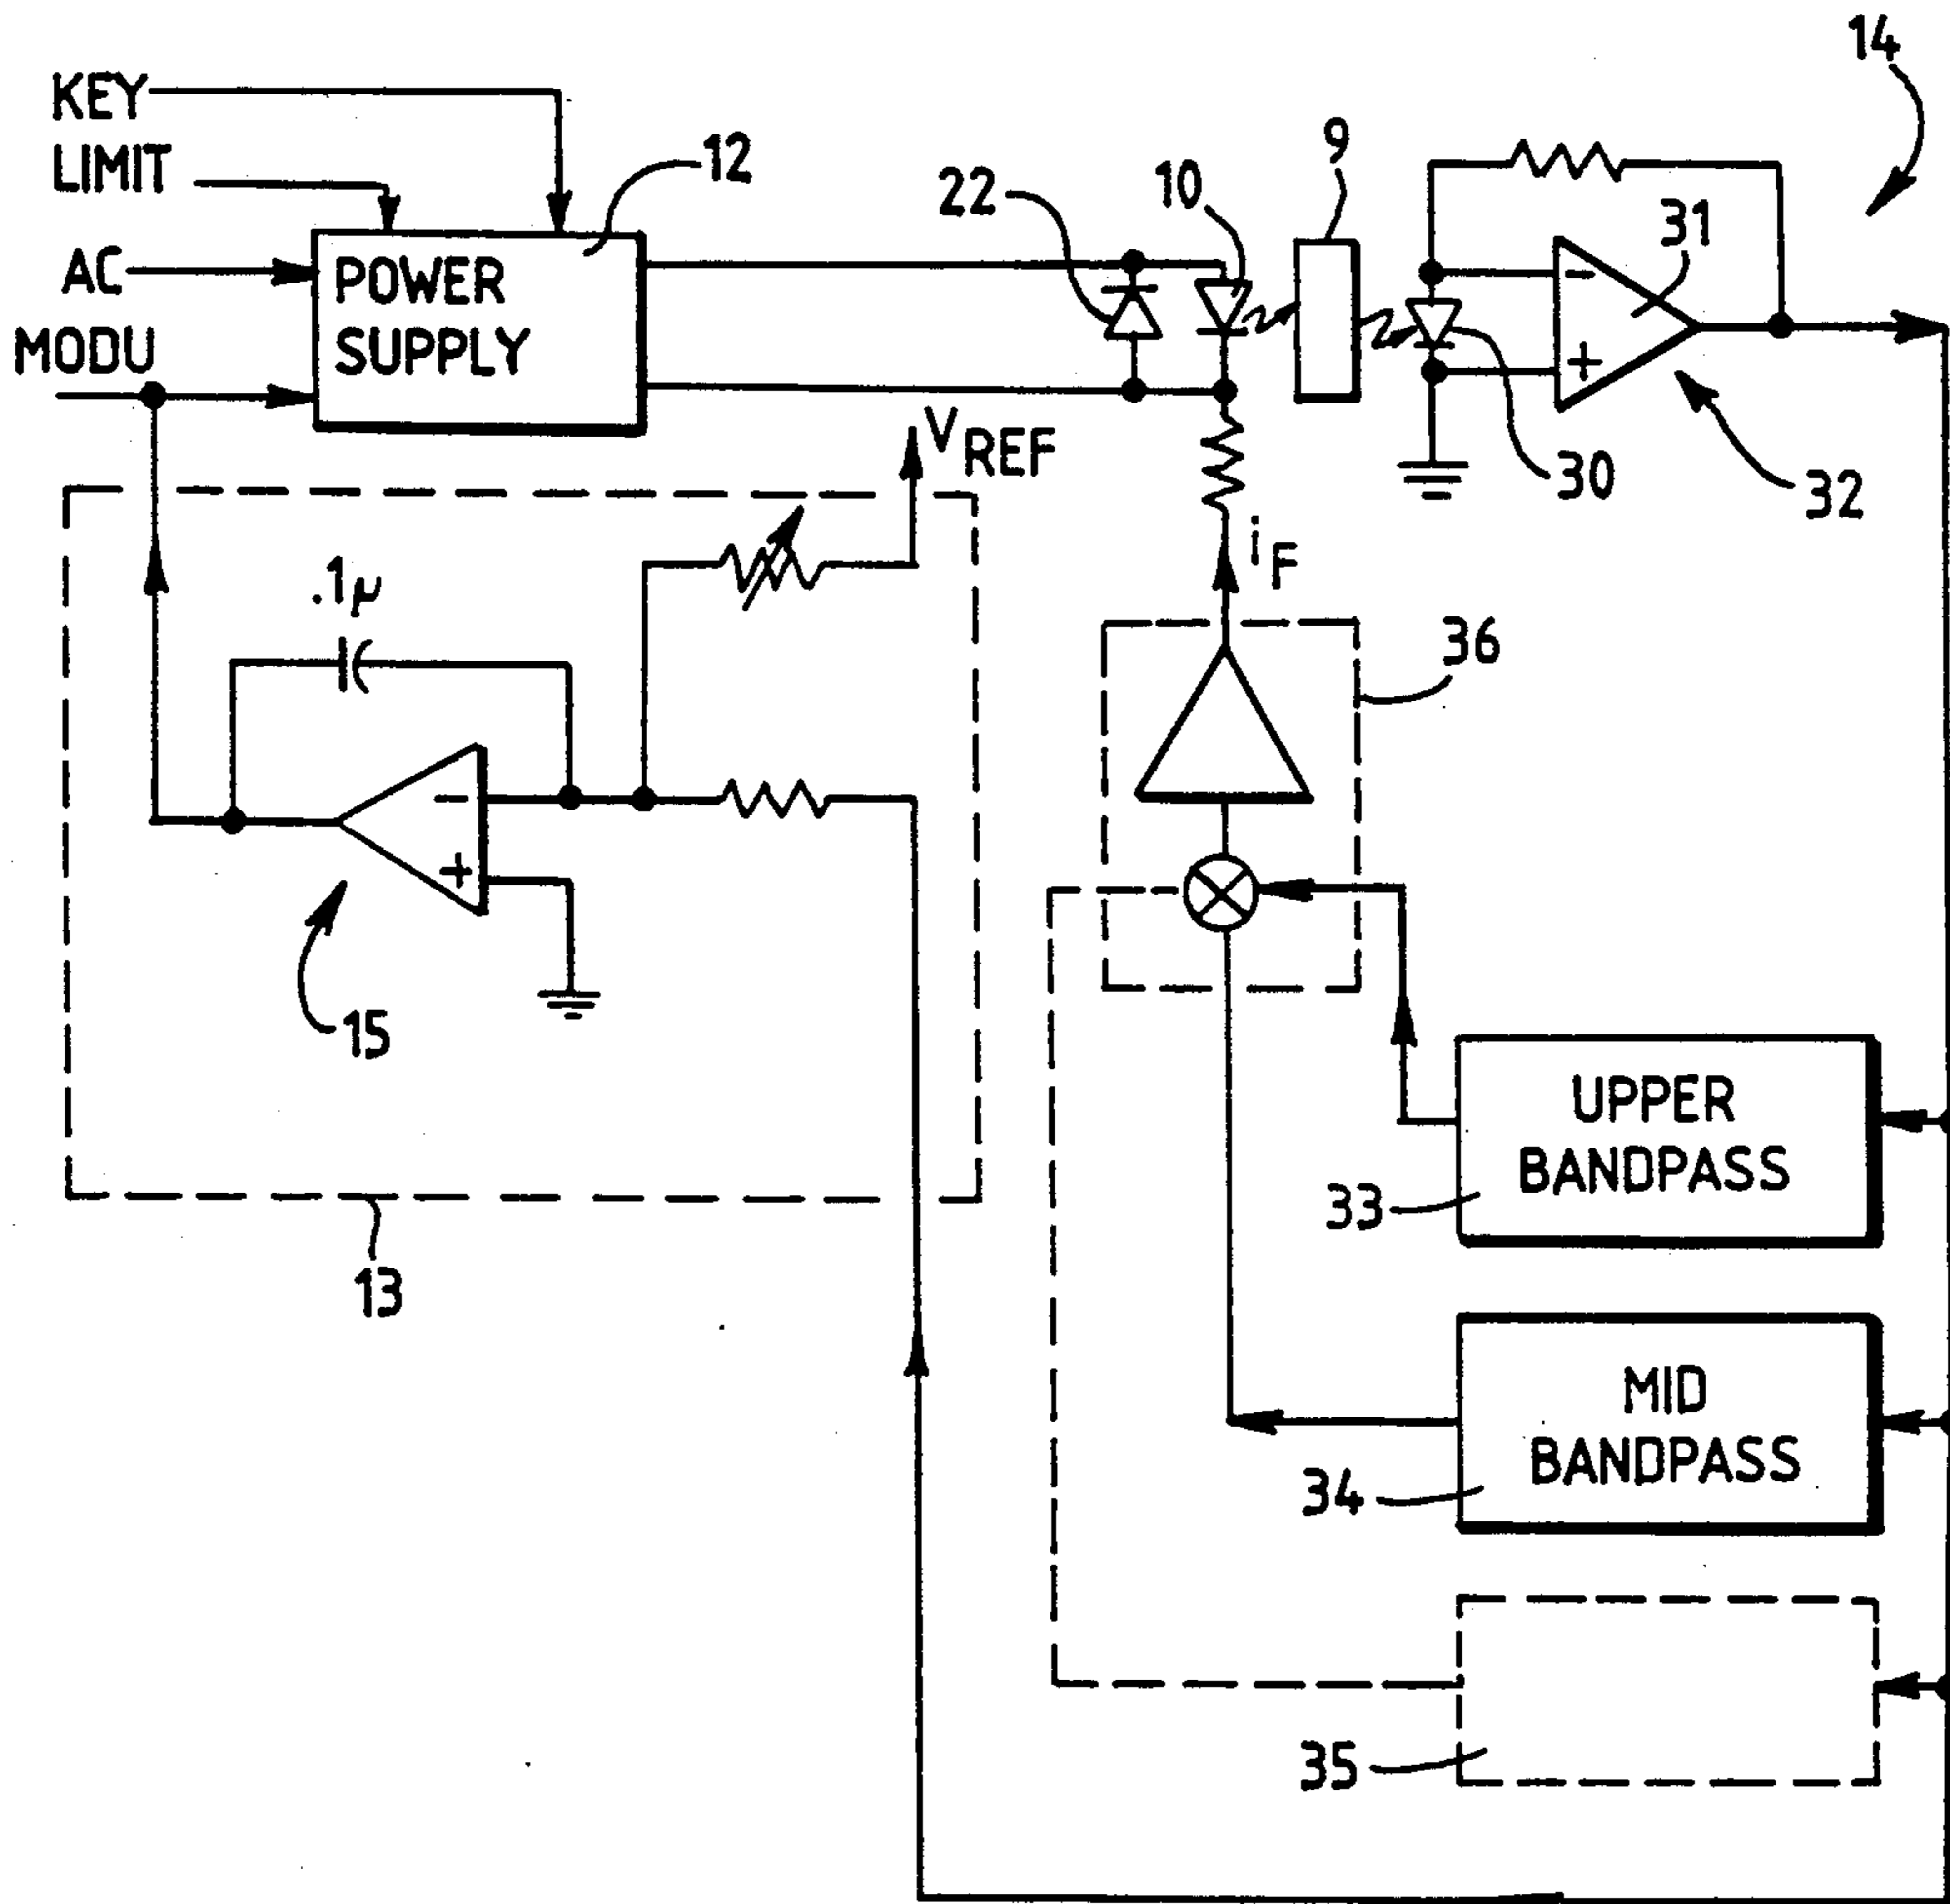 14
KEY
LIMIT
12
9
22
10
31
AC
POWER
SUPPLY
MODU
-
+
VREF
30
32
iF
.1μ
36
-
+
15
UPPER
BANDPASS
33
13
MID
BANDPASS
34
35